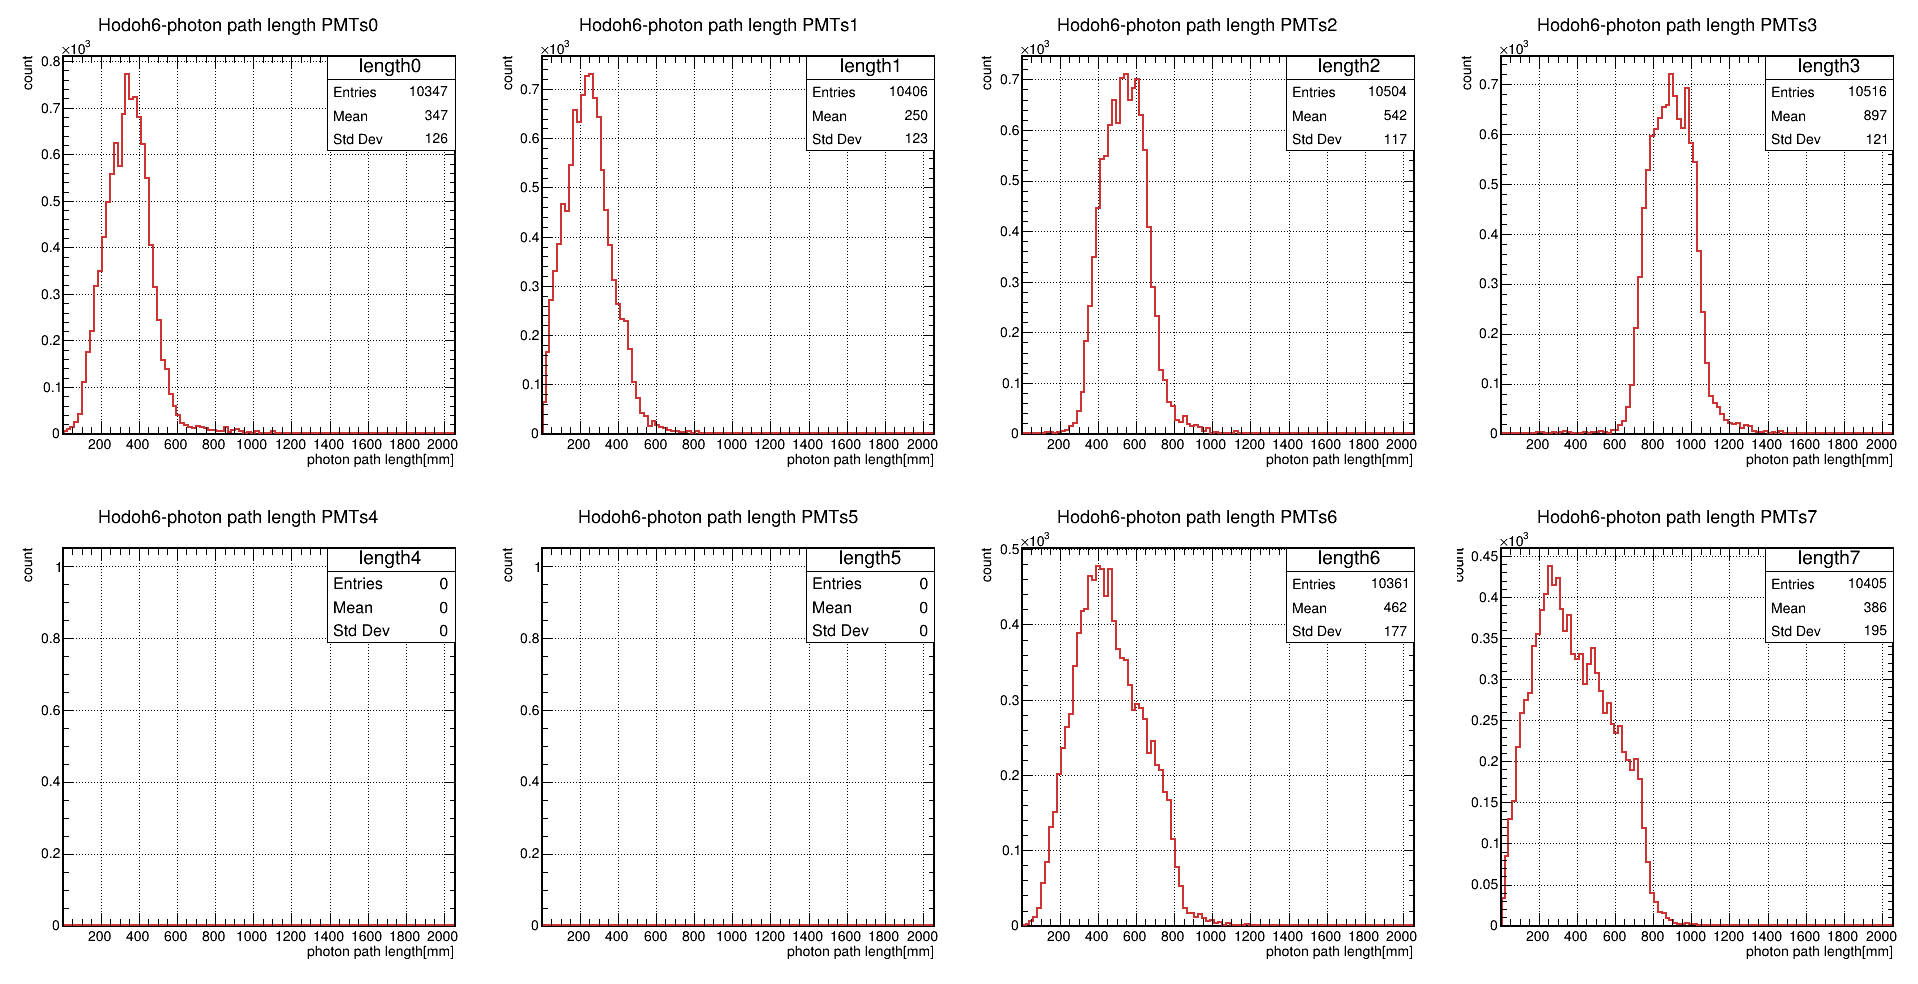 Hodoh6-photon path length PMTs0
×10³
count
length0
Entries 10347
Mean 347
Std Dev 126
0.8
0.7
0.6
0.5
0.4
0.3
0.2
0.1
0
200 400 600 800 1000 1200 1400 1600 1800 2000
photon path length[mm]
Hodoh6-photon path length PMTs1
×10³
count
length1
Entries 10406
Mean 250
Std Dev 123
0.7
0.6
0.5
0.4
0.3
0.2
0.1
0
200 400 600 800 1000 1200 1400 1600 1800 2000
photon path length[mm]
Hodoh6-photon path length PMTs2
×10³
count
length2
Entries 10504
Mean 542
Std Dev 117
0.7
0.6
0.5
0.4
0.3
0.2
0.1
0
200 400 600 800 1000 1200 1400 1600 1800 2000
photon path length[mm]
Hodoh6-photon path length PMTs3
×10³
count
length3
Entries 10516
Mean 897
Std Dev 121
0.7
0.6
0.5
0.4
0.3
0.2
0.1
0
200 400 600 800 1000 1200 1400 1600 1800 2000
photon path length[mm]
Hodoh6-photon path length PMTs4
count
length4
Entries 0
Mean 0
Std Dev 0
1
0.8
0.6
0.4
0.2
0
200 400 600 800 1000 1200 1400 1600 1800 2000
photon path length[mm]
Hodoh6-photon path length PMTs5
count
length5
Entries 0
Mean 0
Std Dev 0
1
0.8
0.6
0.4
0.2
0
200 400 600 800 1000 1200 1400 1600 1800 2000
photon path length[mm]
Hodoh6-photon path length PMTs6
×10³
count
length6
Entries 10361
Mean 462
Std Dev 177
0.5
0.4
0.3
0.2
0.1
0
200 400 600 800 1000 1200 1400 1600 1800 2000
photon path length[mm]
Hodoh6-photon path length PMTs7
×10³
count
length7
Entries 10405
Mean 386
Std Dev 195
0.45
0.4
0.35
0.3
0.25
0.2
0.15
0.1
0.05
0
200 400 600 800 1000 1200 1400 1600 1800 2000
photon path length[mm]